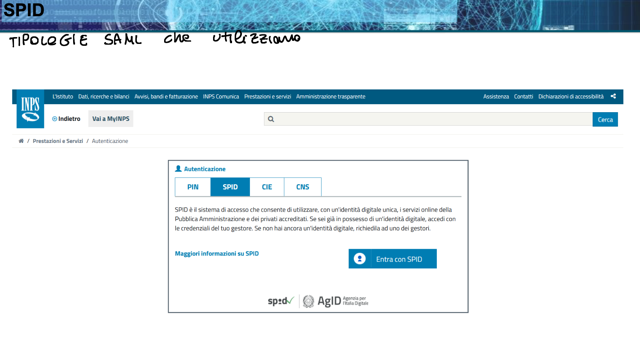 SPID
TIPOLOGIE SAML che utilizziamo
INPS
L'Istituto Dati, ricerche e bilanci Avvisi, bandi e fatturazione INPS Comunica Prestazioni e servizi Amministrazione trasparente Assistenza Contatti Dichiarazioni di accessibilità
Indietro Vai a MyINPS Cerca
/ Prestazioni e Servizi / Autenticazione
Autenticazione
PIN SPID CIE CNS
SPID è il sistema di accesso che consente di utilizzare, con un'identità digitale unica, i servizi online della
Pubblica Amministrazione e dei privati accreditati. Se sei già in possesso di un'identità digitale, accedi con
le credenziali del tuo gestore. Se non hai ancora un'identità digitale, richiedila ad uno dei gestori.
Maggiori informazioni su SPID Entra con SPID
spid AgID Agenzia per
l'Italia Digitale